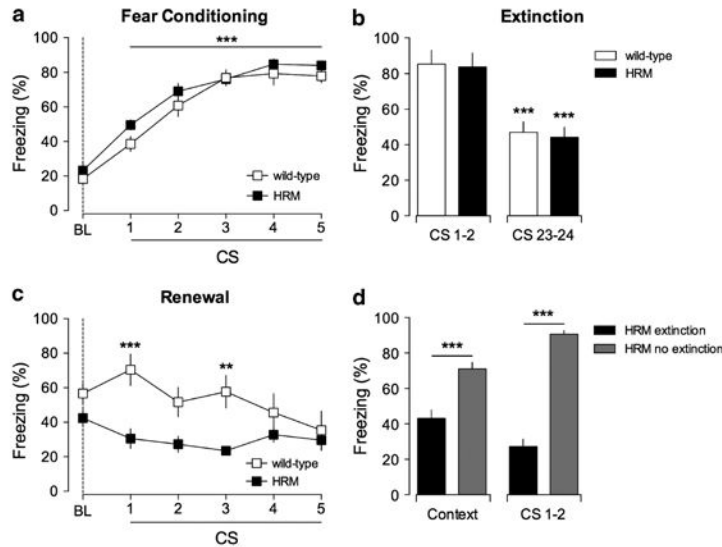 a
Fear Conditioning
100
80
60
40
20
0
Freezing (%)
***
wild-type
HRM
BL
1
2
3
4
5
CS
b
Extinction
100
80
60
40
20
0
Freezing (%)
wild-type
HRM
***
***
CS 1-2
CS 23-24
c
Renewal
100
80
60
40
20
0
Freezing (%)
***
**
wild-type
HRM
BL
1
2
3
4
5
CS
d
100
80
60
40
20
0
Freezing (%)
***
***
HRM extinction
HRM no extinction
Context
CS 1-2